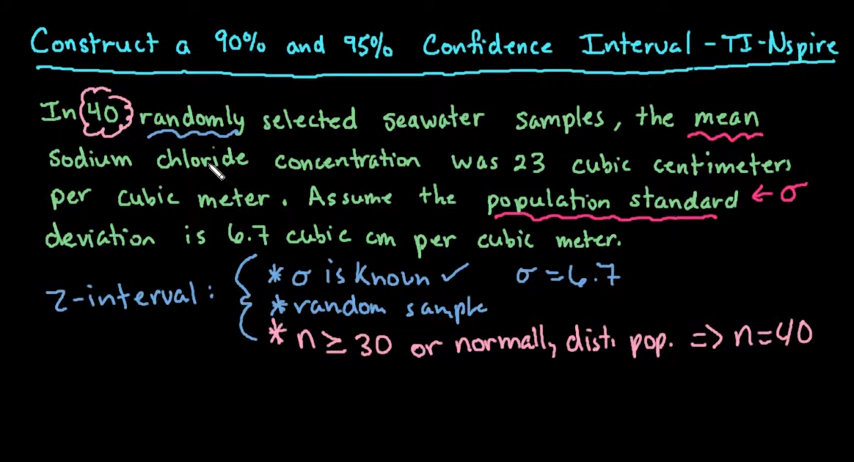 Construct a 90% and 95% Confidence Interval - TI-Nspire
In 40 randomly selected seawater samples, the mean
sodium chloride concentration was 23 cubic centimeters
per cubic meter. Assume the population standard ← σ
deviation is 6.7 cubic cm per cubic meter.
z-interval: { * σ is known ✓ σ = 6.7
* random sample
* n ≥ 30 or normally dist. pop. => n = 40